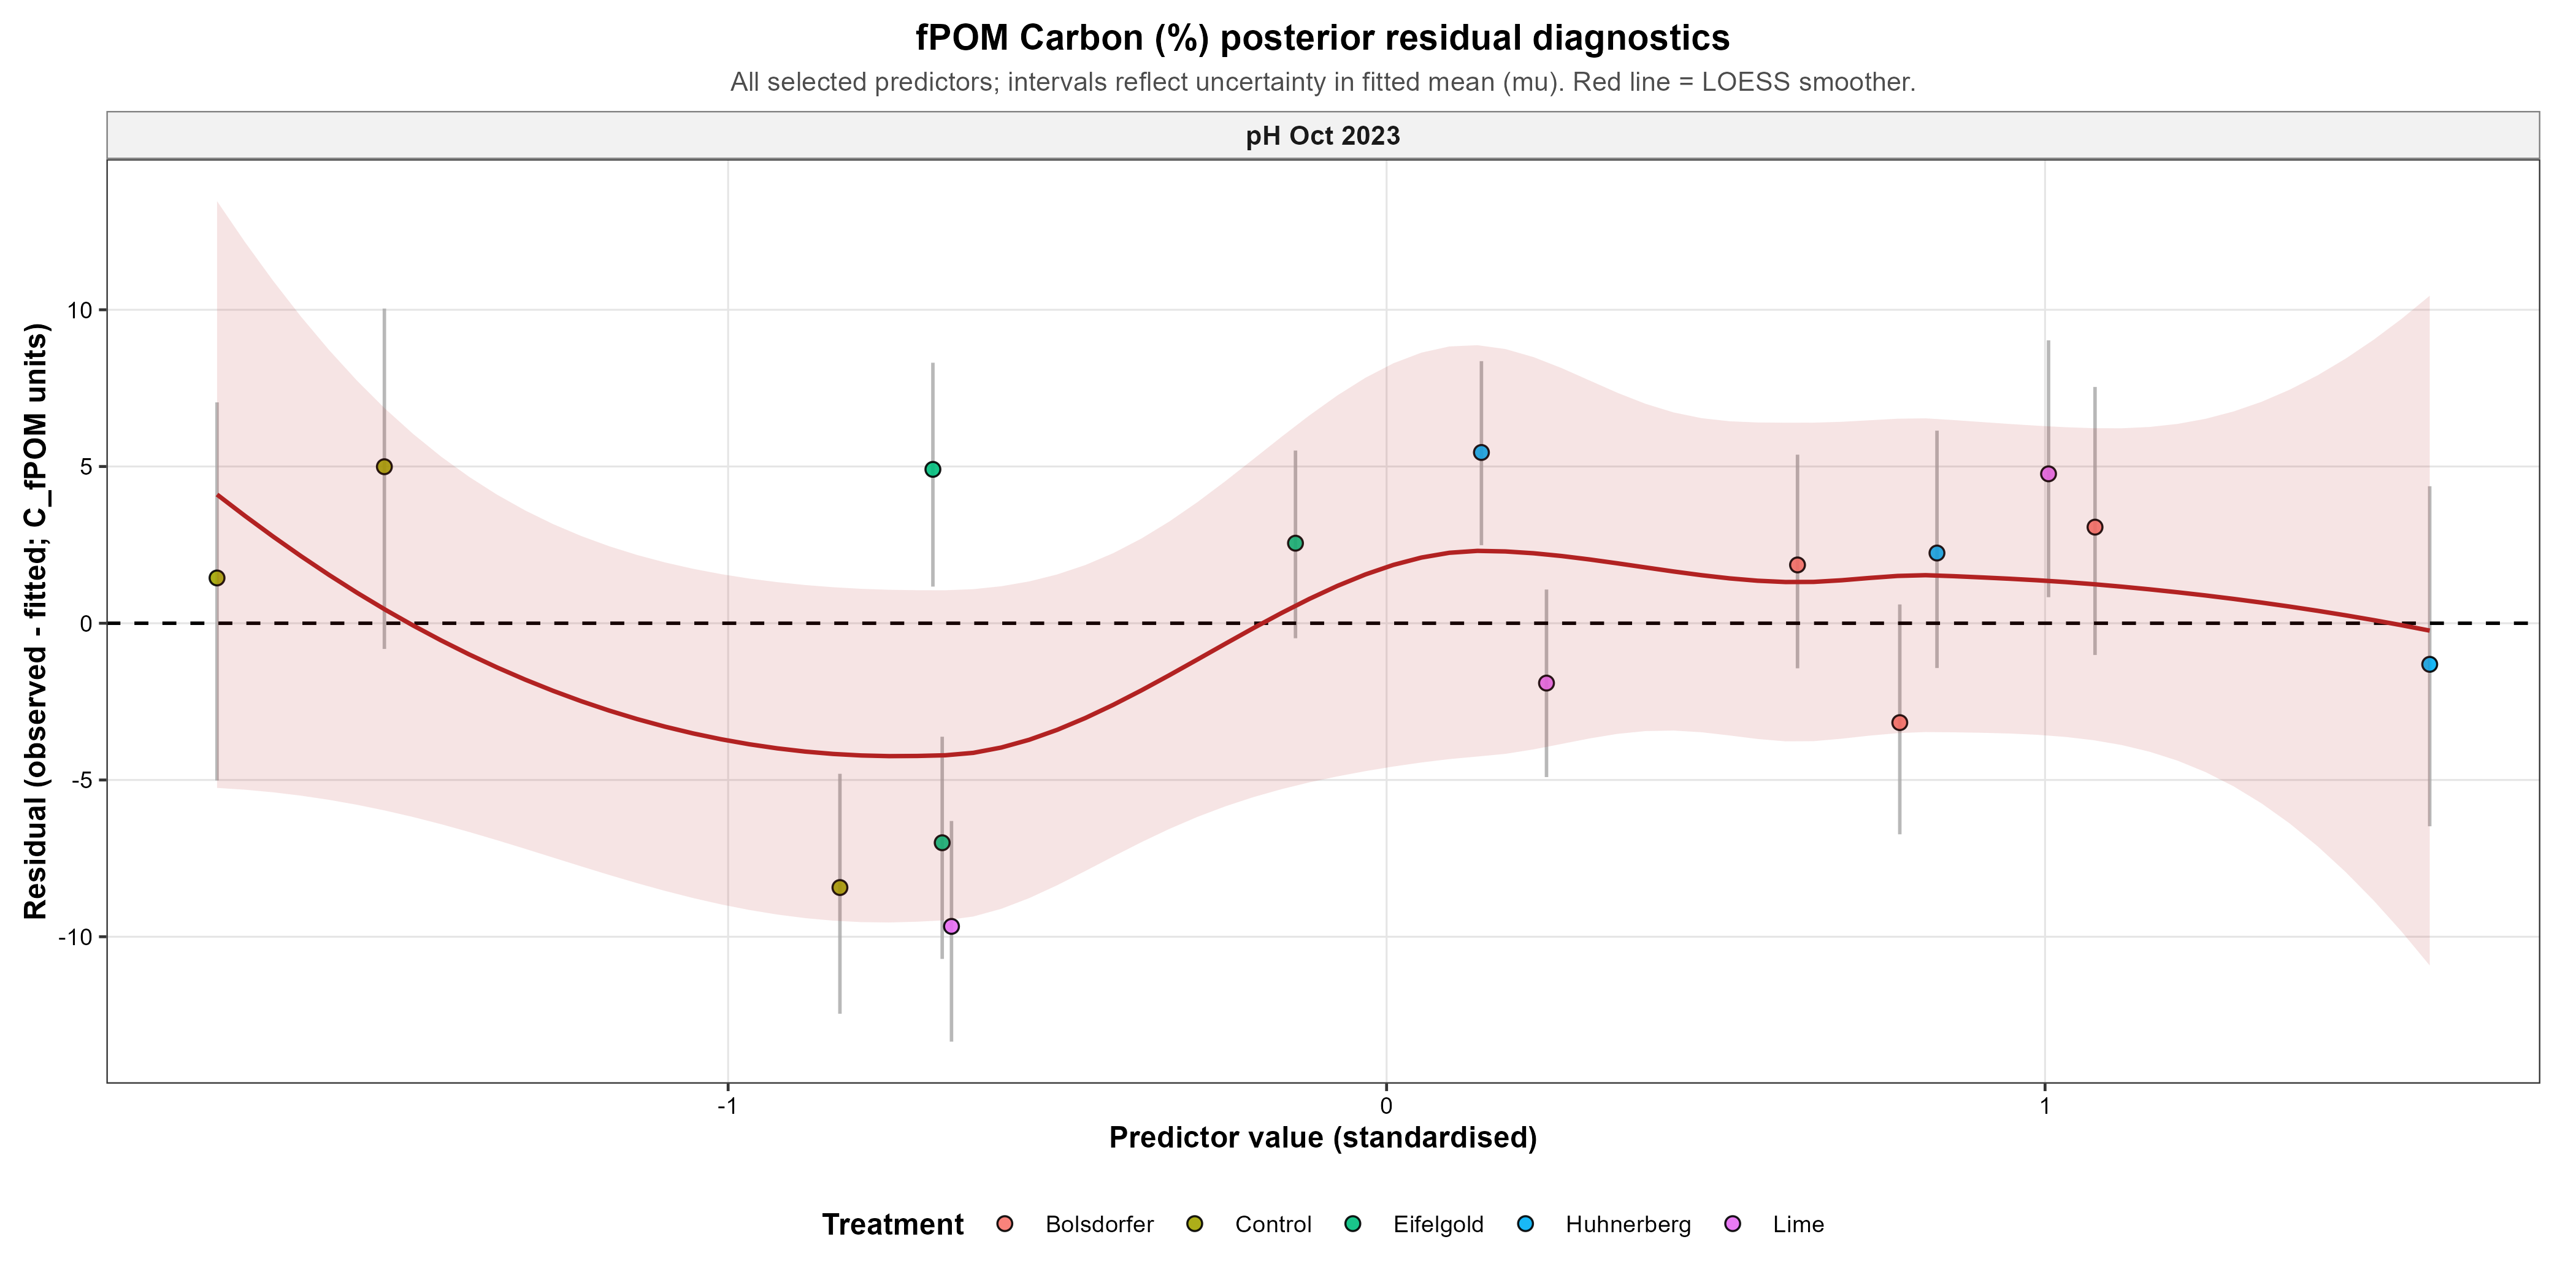 fPOM Carbon (%) posterior residual diagnostics
All selected predictors; intervals reflect uncertainty in fitted mean (mu). Red line = LOESS smoother.
pH Oct 2023
Residual (observed - fitted; C_fPOM units)
10
5
0
-5
-10
-1 0 1
Predictor value (standardised)
Treatment Bolsdorfer Control Eifelgold Huhnerberg Lime